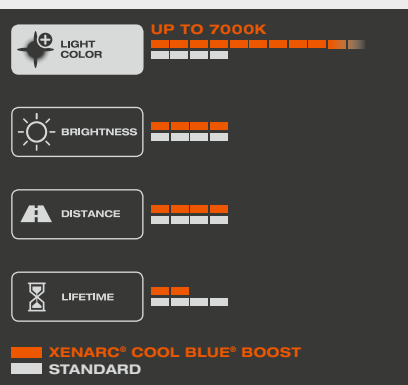 UP TO 7000K
LIGHT
COLOR
BRIGHTNESS
DISTANCE
LIFETIME
XENARC® COOL BLUE® BOOST
STANDARD